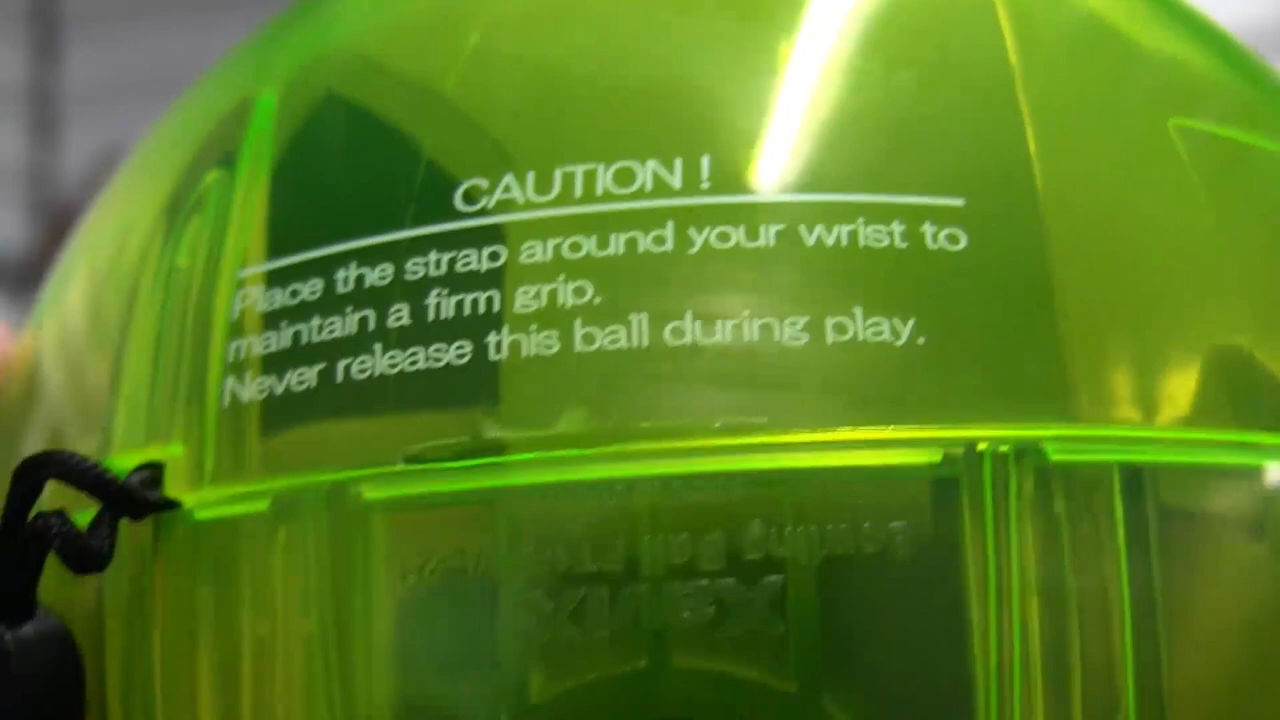 CAUTION !
Place the strap around your wrist to
maintain a firm grip.
Never release this ball during play.